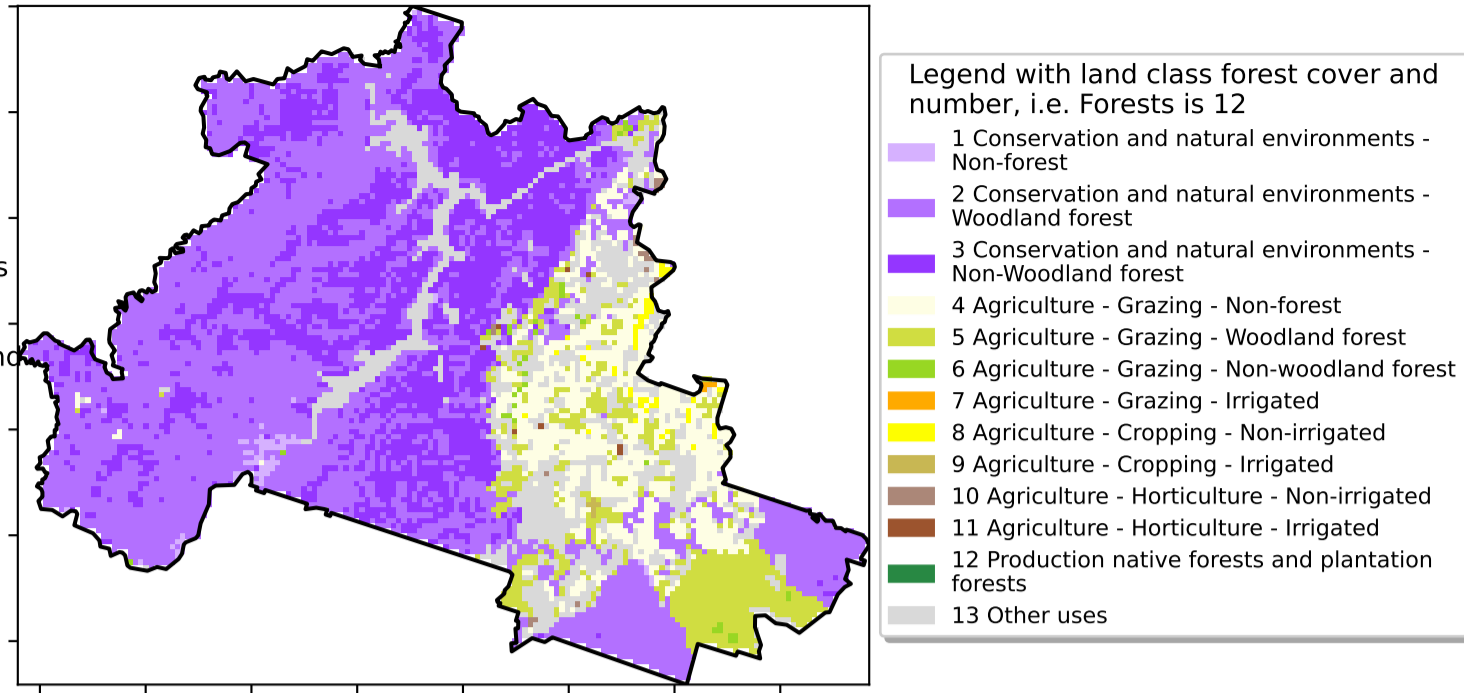 Legend with land class forest cover and
number, i.e. Forests is 12
1 Conservation and natural environments -
Non-forest
2 Conservation and natural environments -
Woodland forest
3 Conservation and natural environments -
Non-Woodland forest
4 Agriculture - Grazing - Non-forest
5 Agriculture - Grazing - Woodland forest
6 Agriculture - Grazing - Non-woodland forest
7 Agriculture - Grazing - Irrigated
8 Agriculture - Cropping - Non-irrigated
9 Agriculture - Cropping - Irrigated
10 Agriculture - Horticulture - Non-irrigated
11 Agriculture - Horticulture - Irrigated
12 Production native forests and plantation
forests
13 Other uses